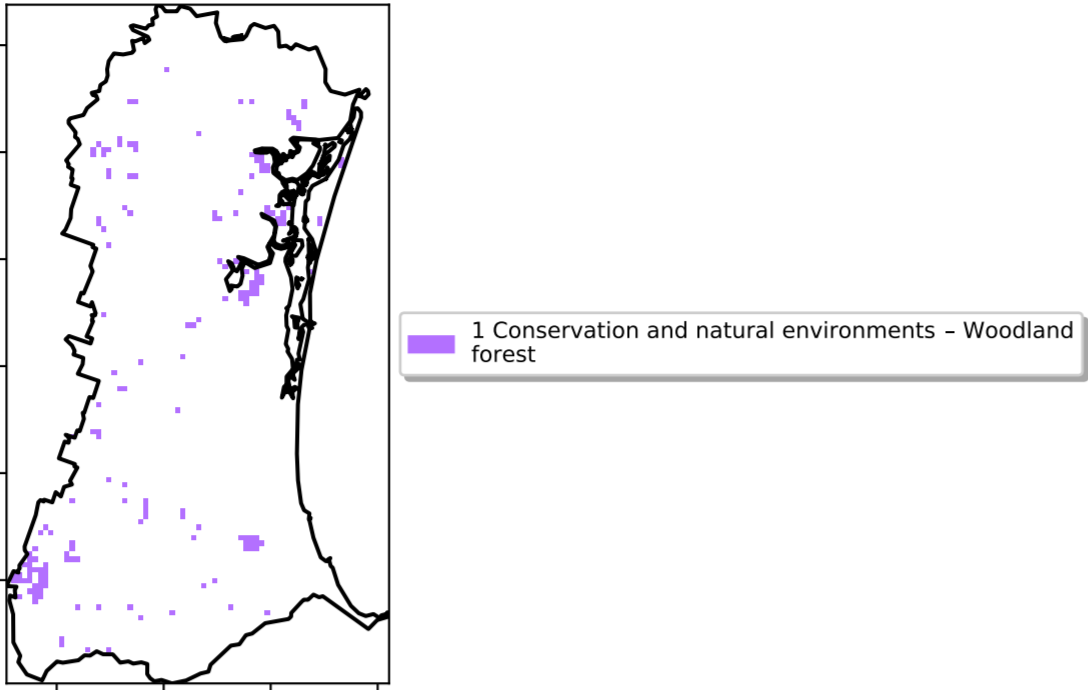 1 Conservation and natural environments – Woodland
forest